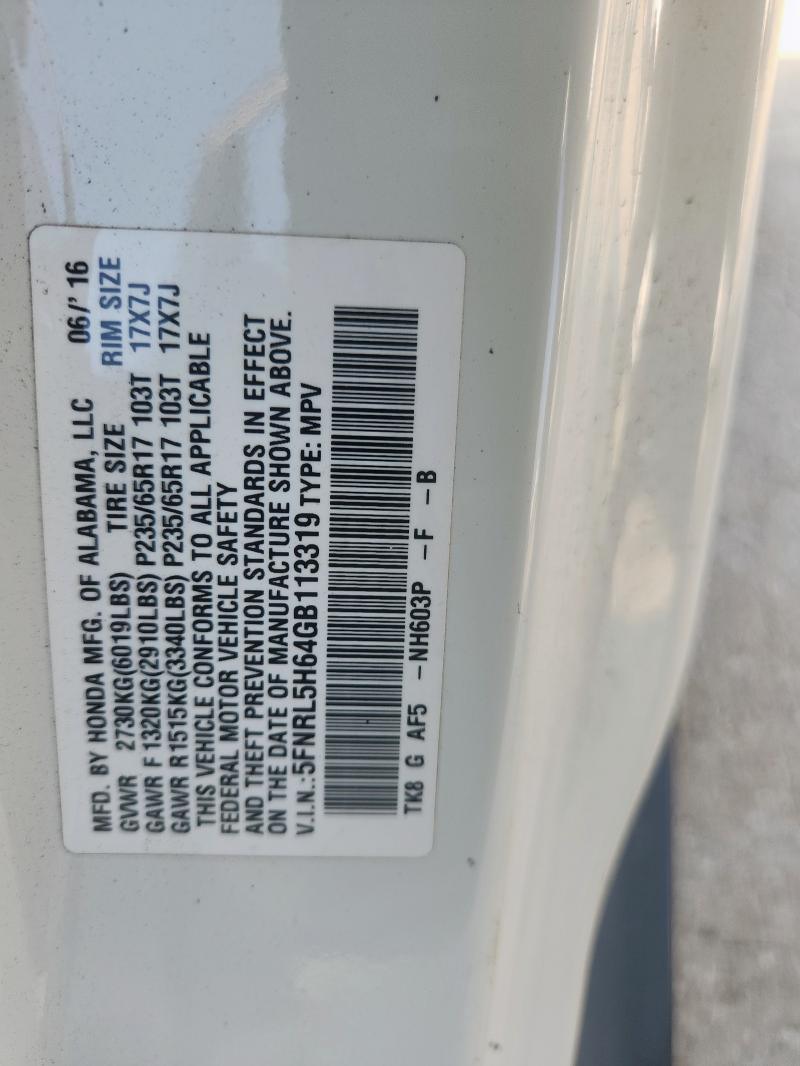 MFD. BY HONDA MFG. OF ALABAMA, LLC 06/' 16
GVWR 2730KG(6019LBS) TIRE SIZE RIM SIZE
GAWR F 1320KG(2910LBS) P235/65R17 103T 17X7J
GAWR R1515KG(3340LBS) P235/65R17 103T 17X7J
THIS VEHICLE CONFORMS TO ALL APPLICABLE
FEDERAL MOTOR VEHICLE SAFETY
AND THEFT PREVENTION STANDARDS IN EFFECT
ON THE DATE OF MANUFACTURE SHOWN ABOVE.
V.I.N.:5FNRL5H64GB113319 TYPE: MPV
TK8 G AF5 -NH603P -F -B